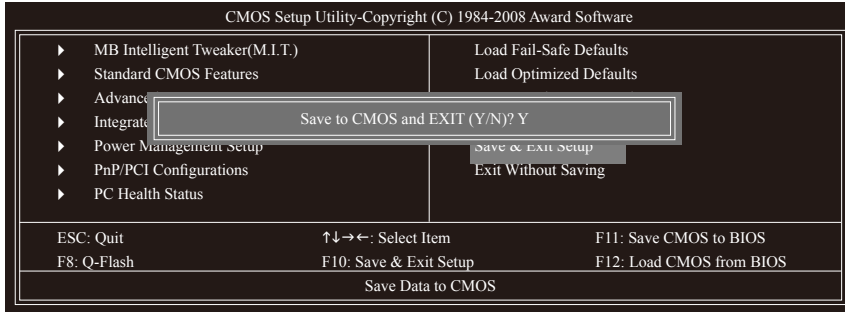 CMOS Setup Utility-Copyright (C) 1984-2008 Award Software
MB Intelligent Tweaker(M.I.T.)
Standard CMOS Features
Power Management Setup
PnP/PCI Configurations
PC Health Status
Load Fail-Safe Defaults
Load Optimized Defaults
Save & Exit Setup
Exit Without Saving
Save to CMOS and EXIT (Y/N)? Y
ESC: Quit
↑↓→←: Select Item
F11: Save CMOS to BIOS
F8: Q-Flash
F10: Save & Exit Setup
F12: Load CMOS from BIOS
Save Data to CMOS